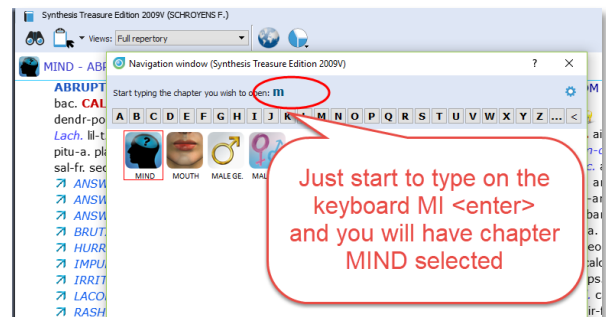 Synthesis Treasure Edition 2009V (SCHROYENS F.)
Views: Full repertory
MIND - ABR
Navigation window (Synthesis Treasure Edition 2009V) ? ×
Start typing the chapter you wish to open: m
A B C D E F G H I J K L M N O P Q R S T U V W X Y Z ... <
MIND MOUTH MALE GE.
Just start to type on the
keyboard MI <enter>
and you will have chapter
MIND selected
ABRUPT
bac. CAL
dendr-po
Lach. lil-t
pitu-a. pla
sal-fr. sec
ANSW
ANSW
ANSW
BRUT
HURR
IMPU
IRRIT
LACO
RASH